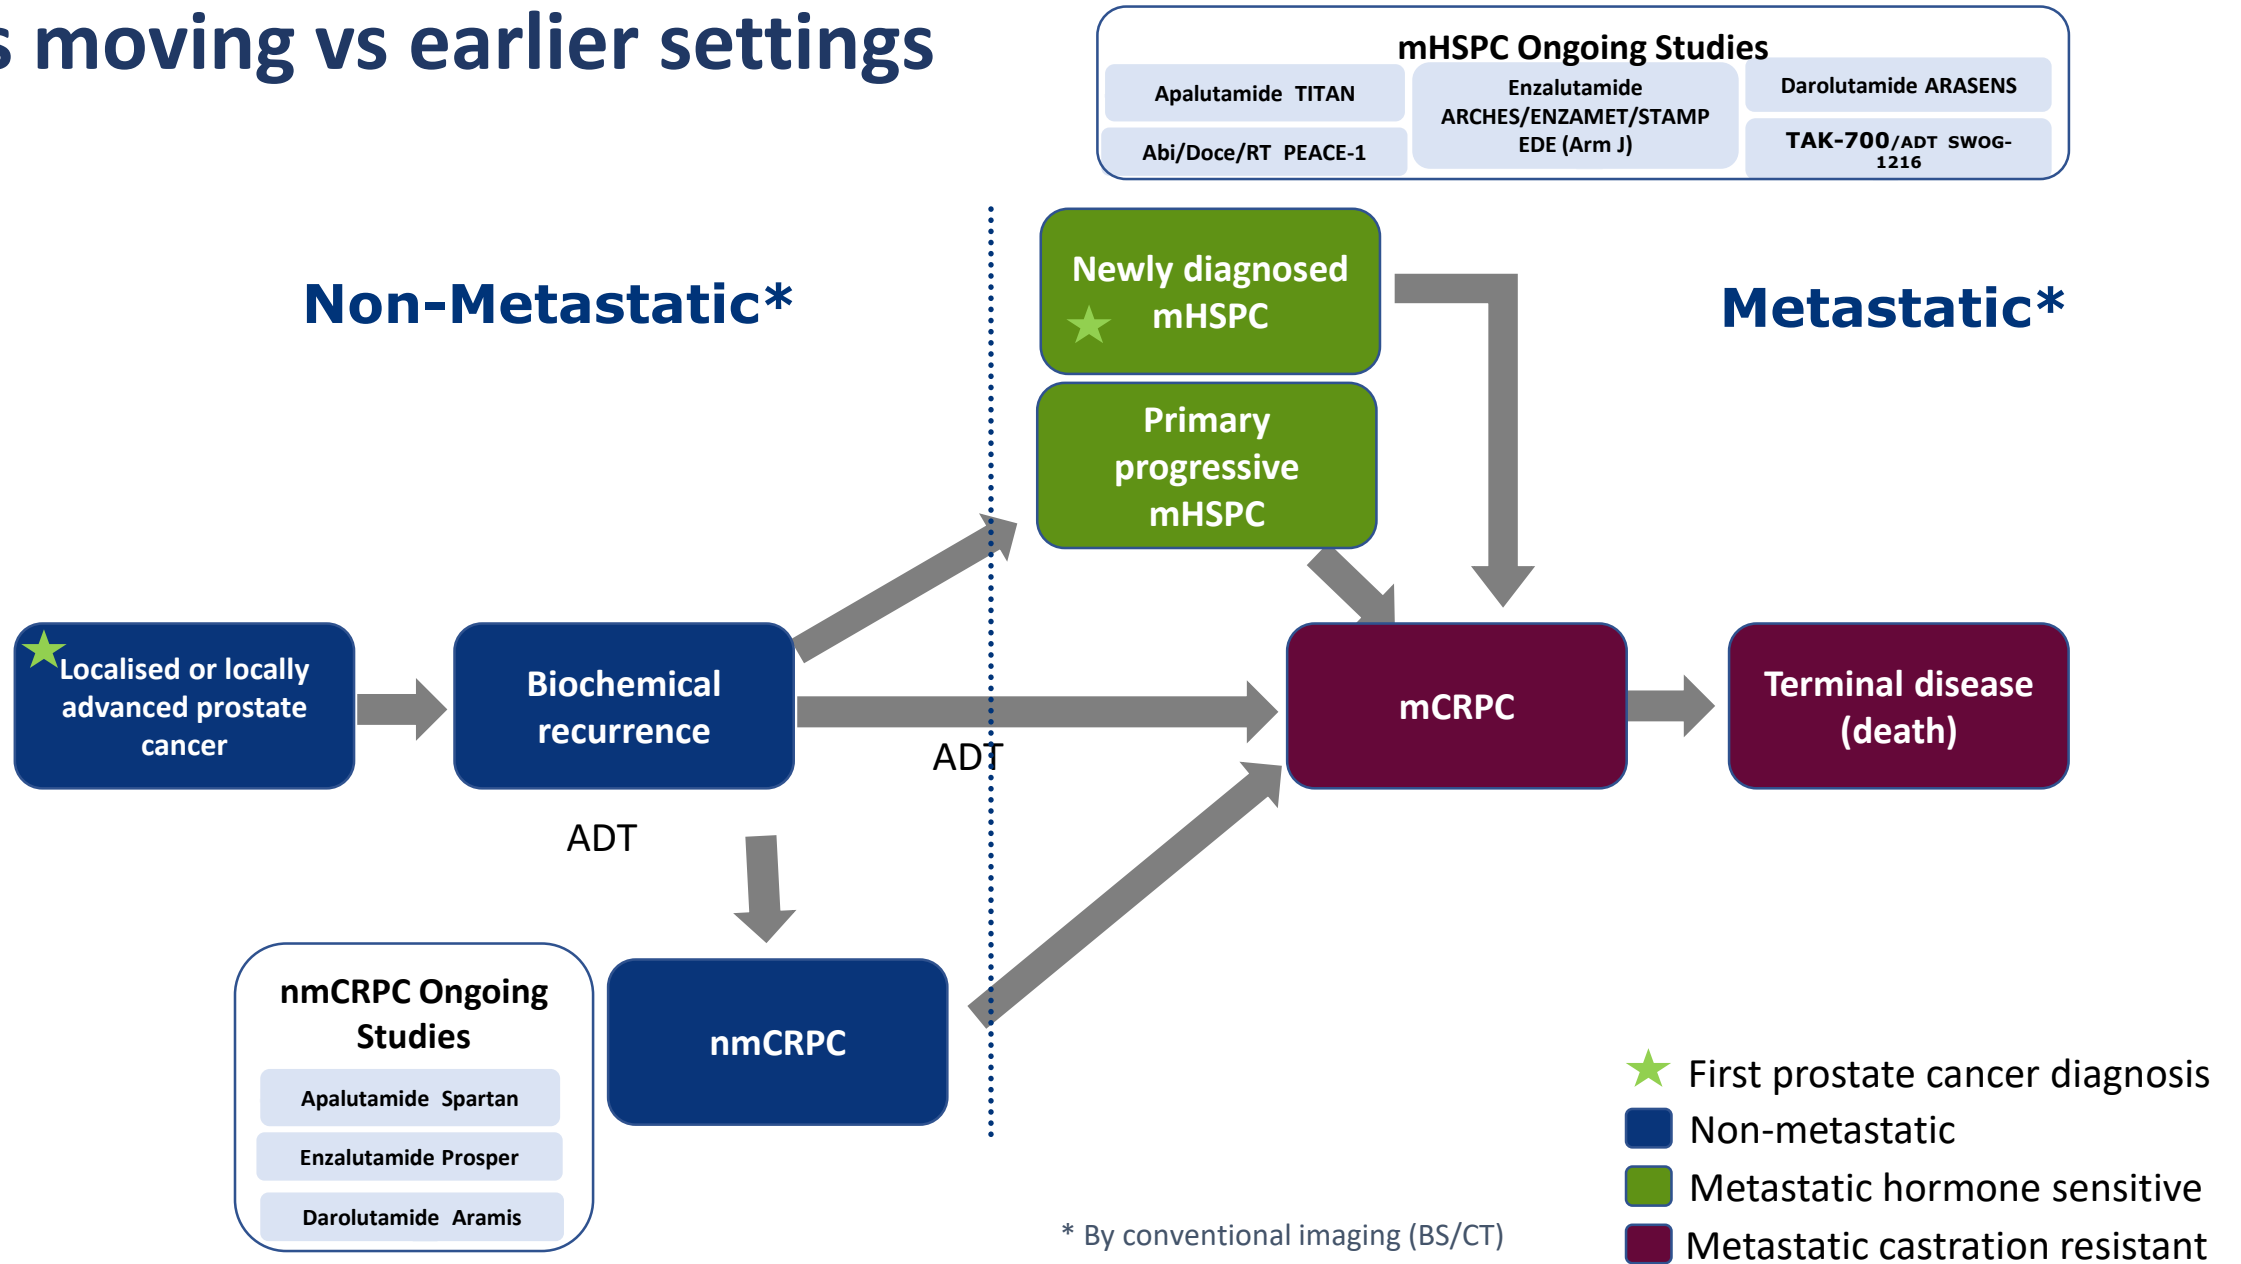 s moving vs earlier settings
mHSPC Ongoing Studies
Apalutamide TITAN
Abi/Doce/RT PEACE-1
Enzalutamide
ARCHES/ENZAMET/STAMP
EDE (Arm J)
Darolutamide ARASENS
TAK-700/ADT SWOG-
1216
Non-Metastatic*
Metastatic*
Newly diagnosed
mHSPC
Primary
progressive
mHSPC
Localised or locally
advanced prostate
cancer
Biochemical
recurrence
ADT
mCRPC
Terminal disease
(death)
ADT
nmCRPC Ongoing
Studies
Apalutamide Spartan
Enzalutamide Prosper
Darolutamide Aramis
nmCRPC
First prostate cancer diagnosis
Non-metastatic
Metastatic hormone sensitive
Metastatic castration resistant
* By conventional imaging (BS/CT)